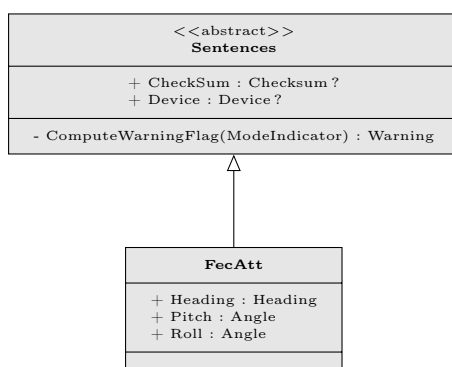 <<abstract>>
Sentences
+ CheckSum : Checksum ?
+ Device : Device ?
- ComputeWarningFlag(ModeIndicator) : Warning
FecAtt
+ Heading : Heading
+ Pitch : Angle
+ Roll : Angle